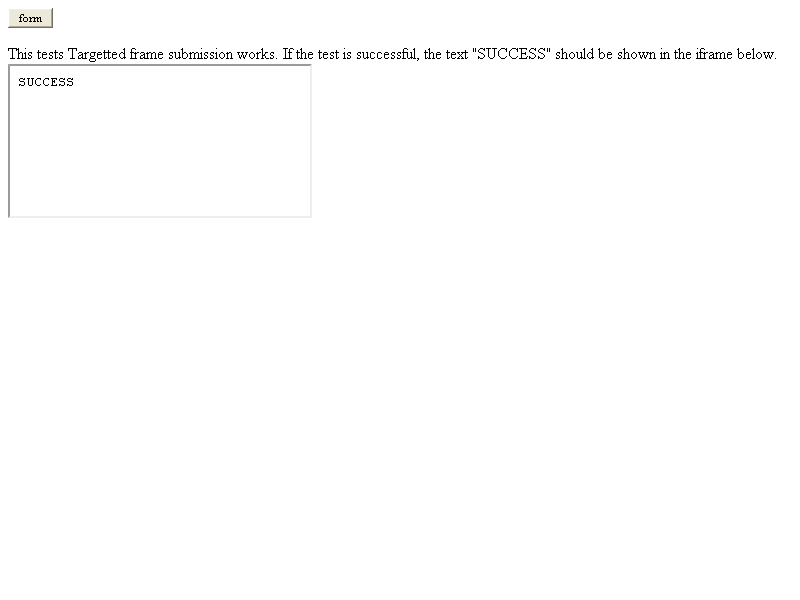 form
This tests Targetted frame submission works. If the test is successful, the text "SUCCESS" should be shown in the iframe below.
SUCCESS